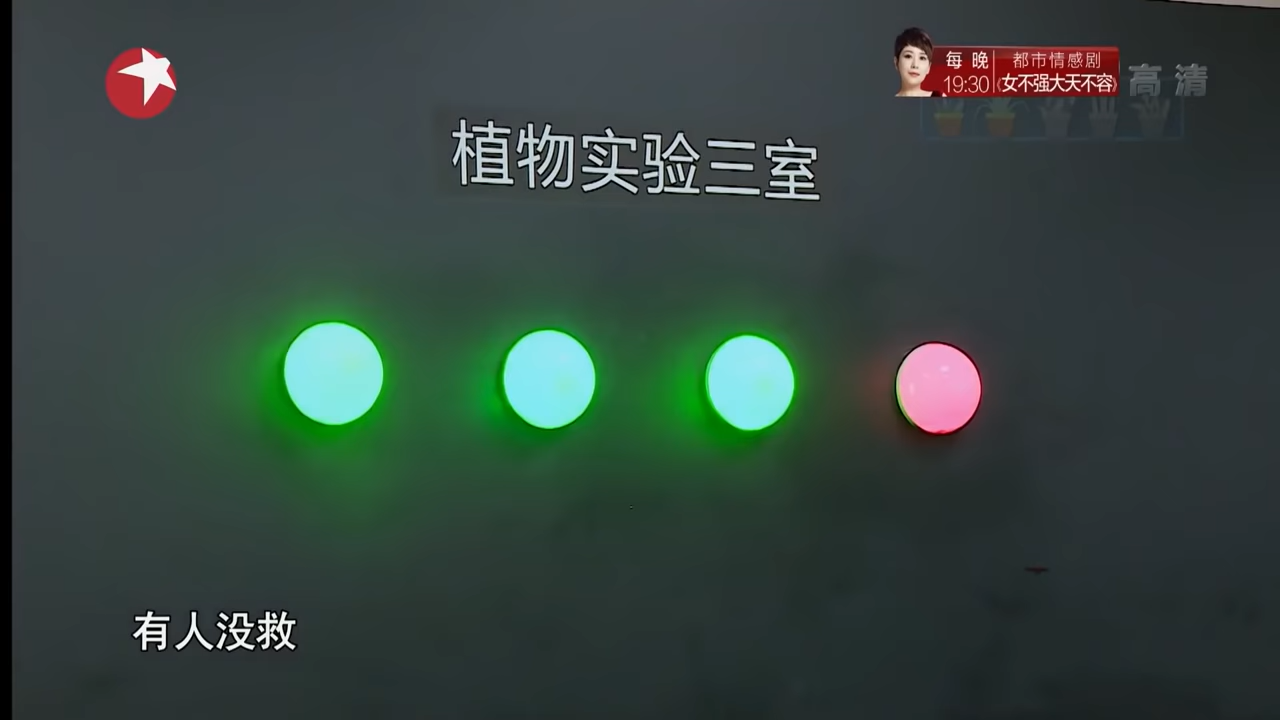 每晚
19:30
都市情感剧
《女不强大天不容》
高清
植物实验三室
有人没救